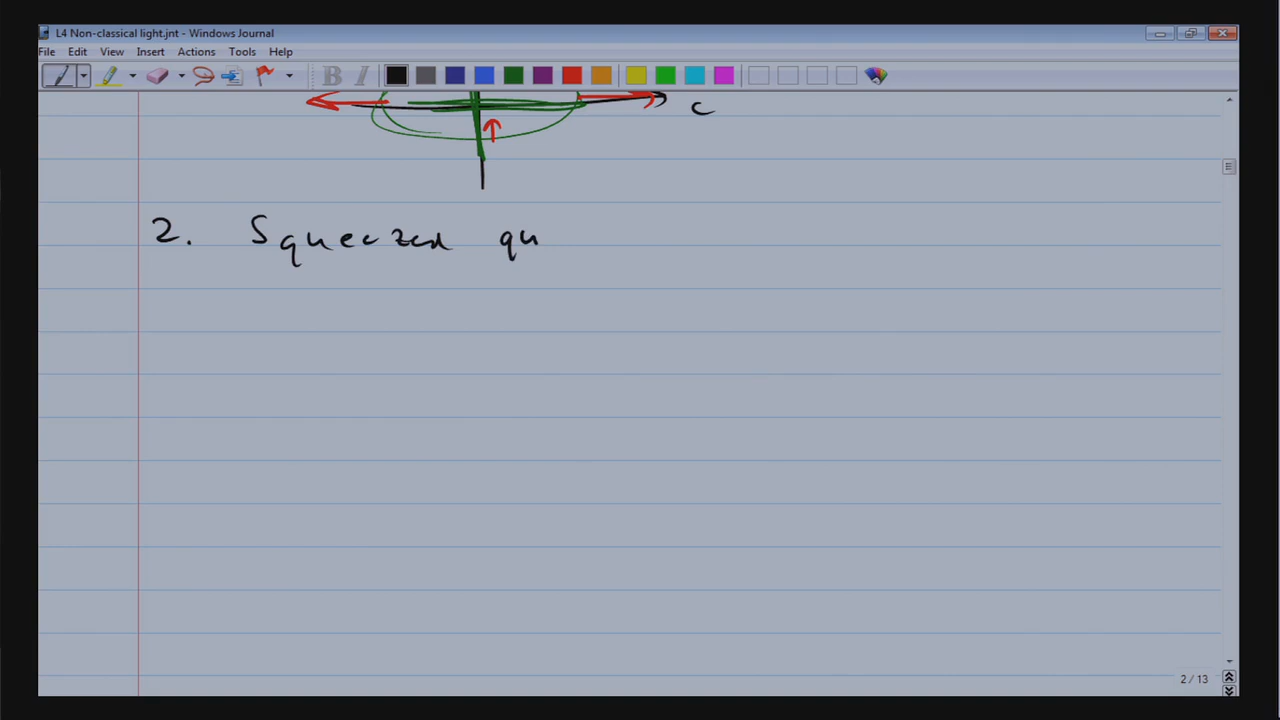 L4 Non-classical light.jnt - Windows Journal
File Edit View Insert Actions Tools Help
B I
C
2. Squeezed qu
2 / 13